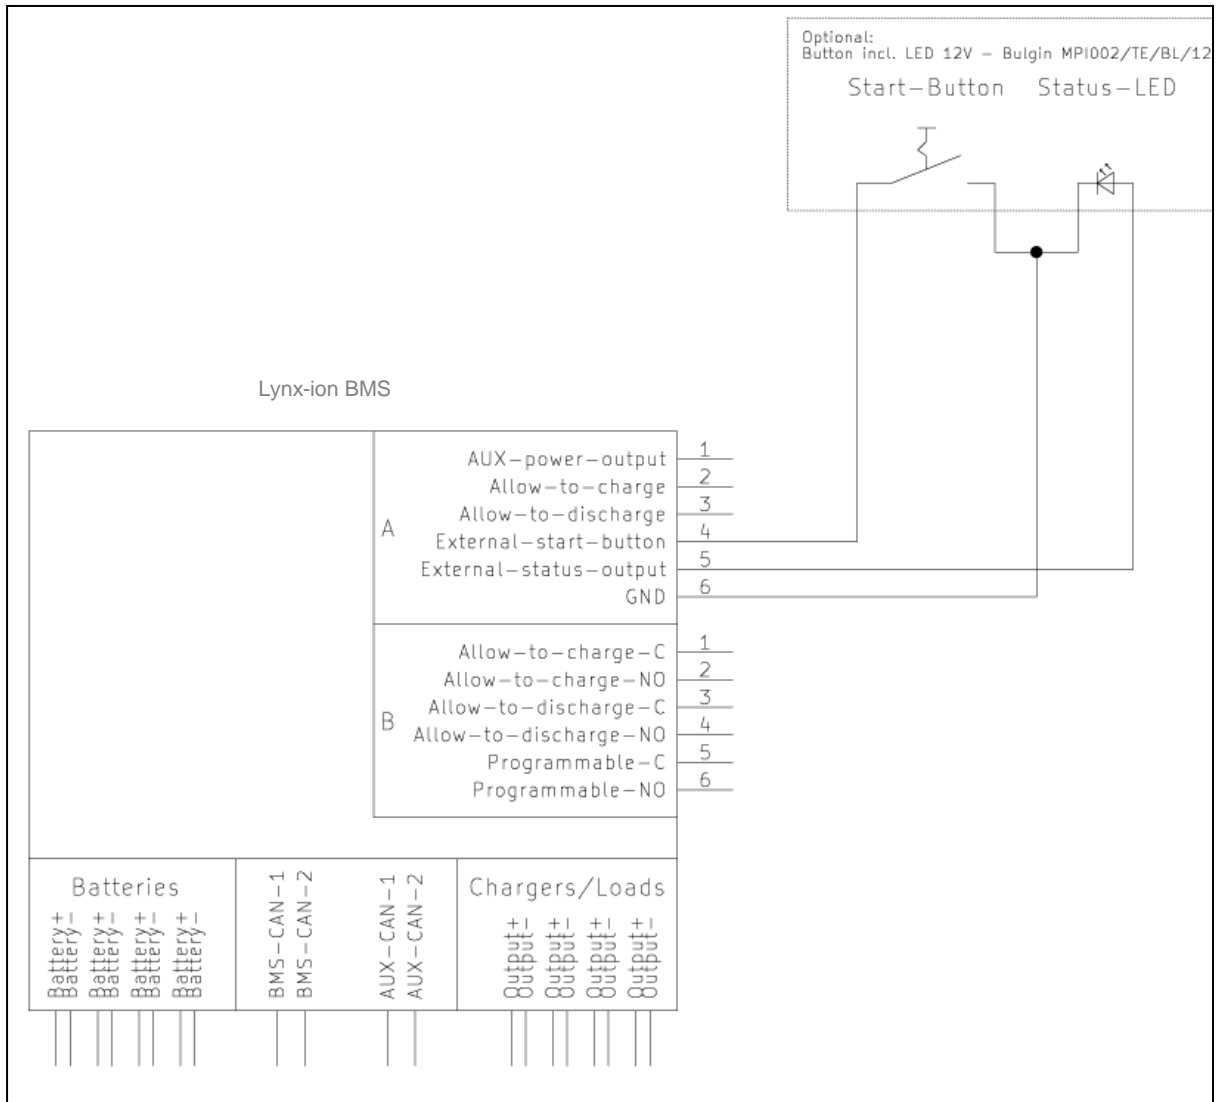 Optional:
Button incl. LED 12V – Bulgin MPI002/TE/BL/12
Start–Button Status–LED
Lynx-ion BMS
A
AUX–power–output 1
Allow–to–charge 2
Allow–to–discharge 3
External–start–button 4
External–status–output 5
GND 6
B
Allow–to–charge–C 1
Allow–to–charge–NO 2
Allow–to–discharge–C 3
Allow–to–discharge–NO 4
Programmable–C 5
Programmable–NO 6
Batteries
Battery+
Battery–
Battery+
Battery–
Battery+
Battery–
Battery+
Battery–
BMS–CAN–1
BMS–CAN–2
AUX–CAN–1
AUX–CAN–2
Chargers/Loads
Output+
Output–
Output+
Output–
Output+
Output–
Output+
Output–